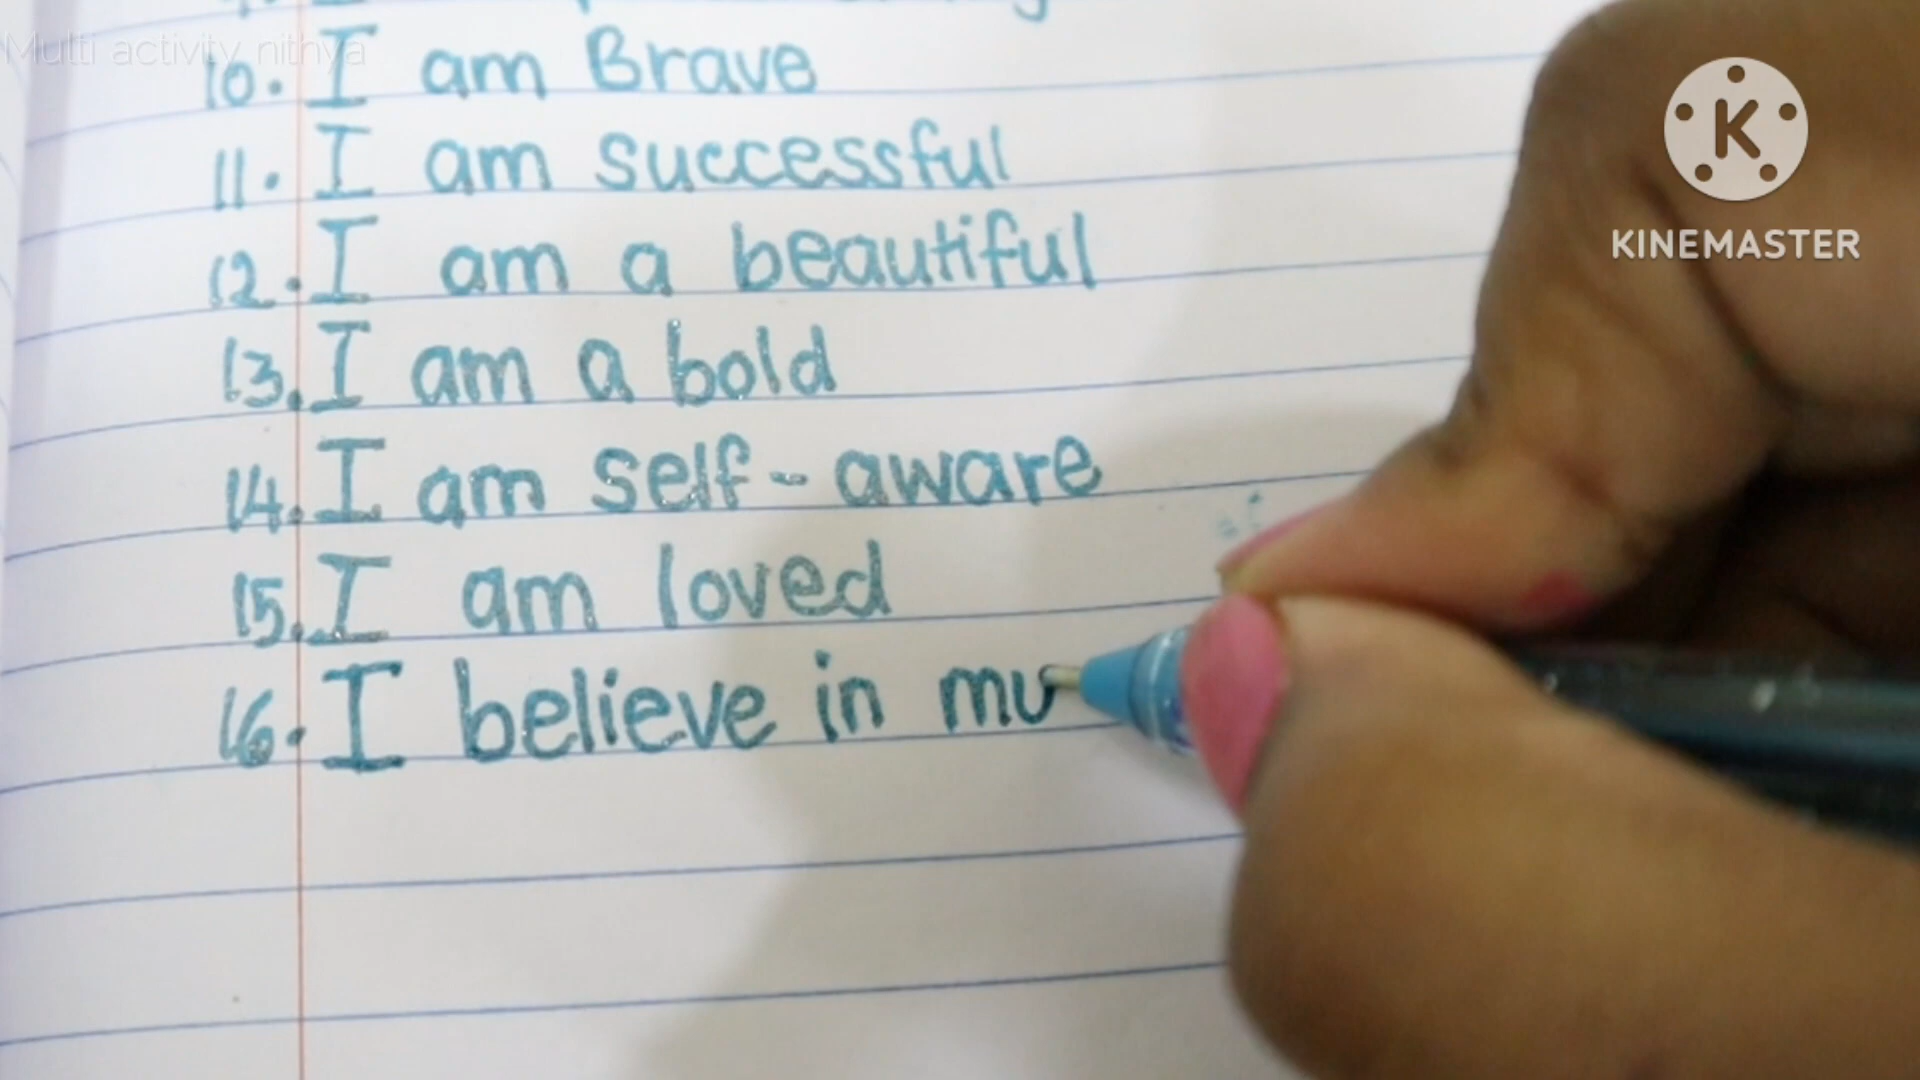 Multi activity nithya
10. I am Brave
11. I am successful
12. I am a beautiful
13. I am a bold
14. I am self-aware
15. I am loved
16. I believe in mu
KINEMASTER